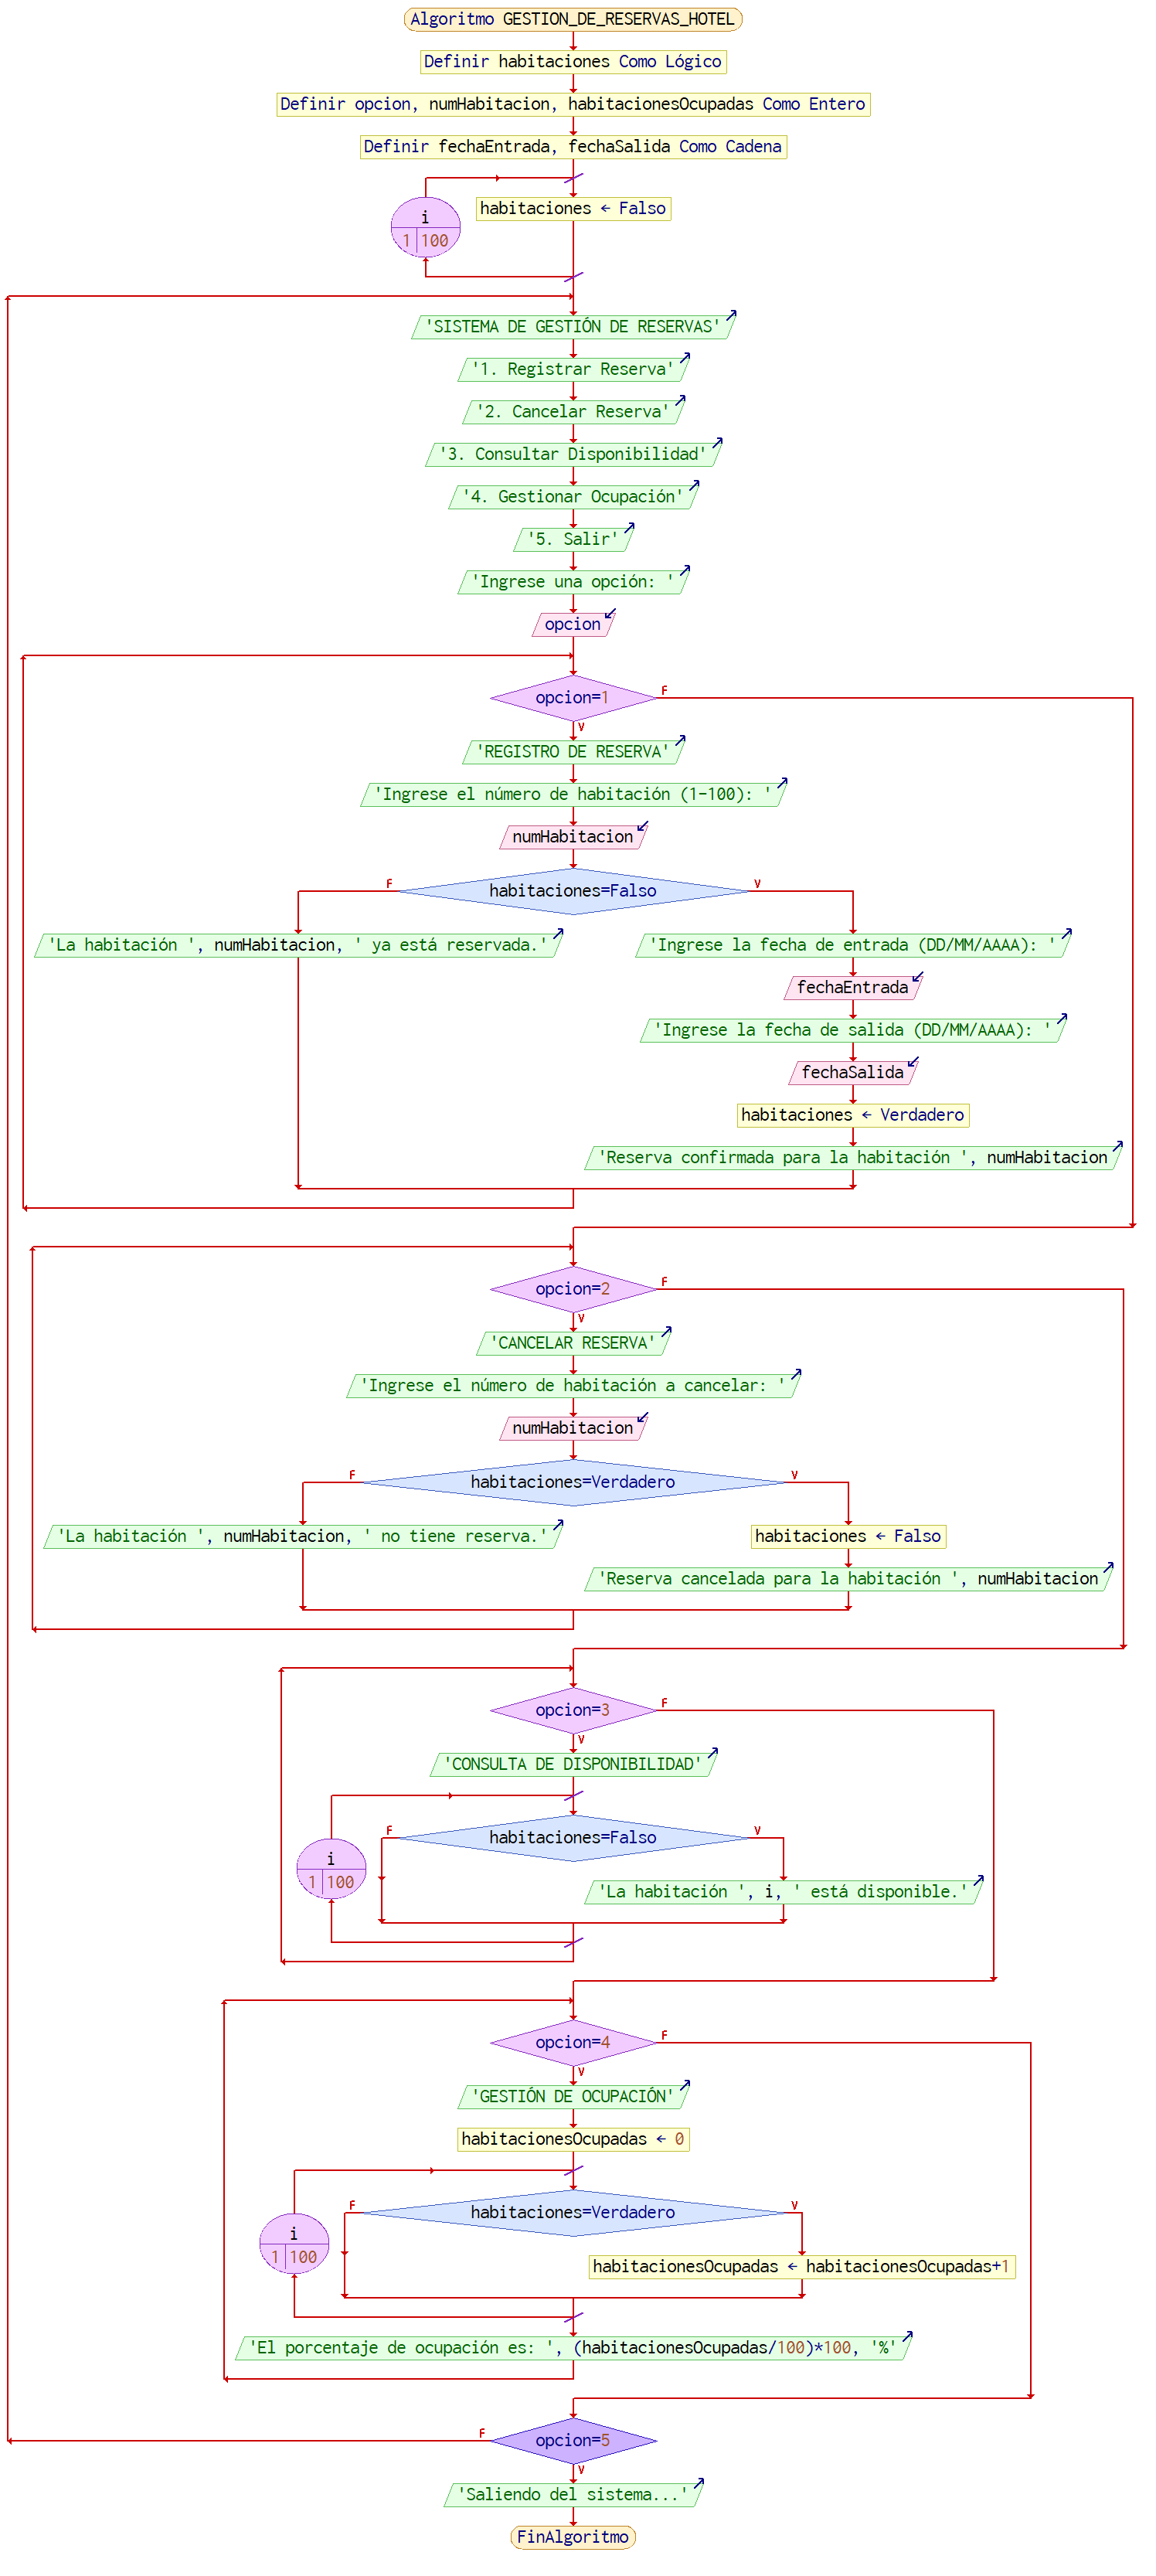 Algoritmo GESTION_DE_RESERVAS_HOTEL
Definir habitaciones Como Lógico
Definir opcion, numHabitacion, habitacionesOcupadas Como Entero
Definir fechaEntrada, fechaSalida Como Cadena
habitaciones ← Falso
i
1 100
'SISTEMA DE GESTIÓN DE RESERVAS'
'1. Registrar Reserva'
'2. Cancelar Reserva'
'3. Consultar Disponibilidad'
'4. Gestionar Ocupación'
'5. Salir'
'Ingrese una opción: '
opcion
opcion=1
F
V
'REGISTRO DE RESERVA'
'Ingrese el número de habitación (1-100): '
numHabitacion
F
habitaciones=Falso
V
'La habitación ', numHabitacion, ' ya está reservada.'
'Ingrese la fecha de entrada (DD/MM/AAAA): '
fechaEntrada
'Ingrese la fecha de salida (DD/MM/AAAA): '
fechaSalida
habitaciones ← Verdadero
'Reserva confirmada para la habitación ', numHabitacion
opcion=2
F
V
'CANCELAR RESERVA'
'Ingrese el número de habitación a cancelar: '
numHabitacion
F
habitaciones=Verdadero
V
'La habitación ', numHabitacion, ' no tiene reserva.'
habitaciones ← Falso
'Reserva cancelada para la habitación ', numHabitacion
opcion=3
F
V
'CONSULTA DE DISPONIBILIDAD'
F
habitaciones=Falso
V
i
1 100
'La habitación ', i, ' está disponible.'
opcion=4
F
V
'GESTIÓN DE OCUPACIÓN'
habitacionesOcupadas ← 0
F
habitaciones=Verdadero
V
i
1 100
habitacionesOcupadas ← habitacionesOcupadas+1
'El porcentaje de ocupación es: ', (habitacionesOcupadas/100)*100, '%'
F
opcion=5
V
'Saliendo del sistema...'
FinAlgoritmo